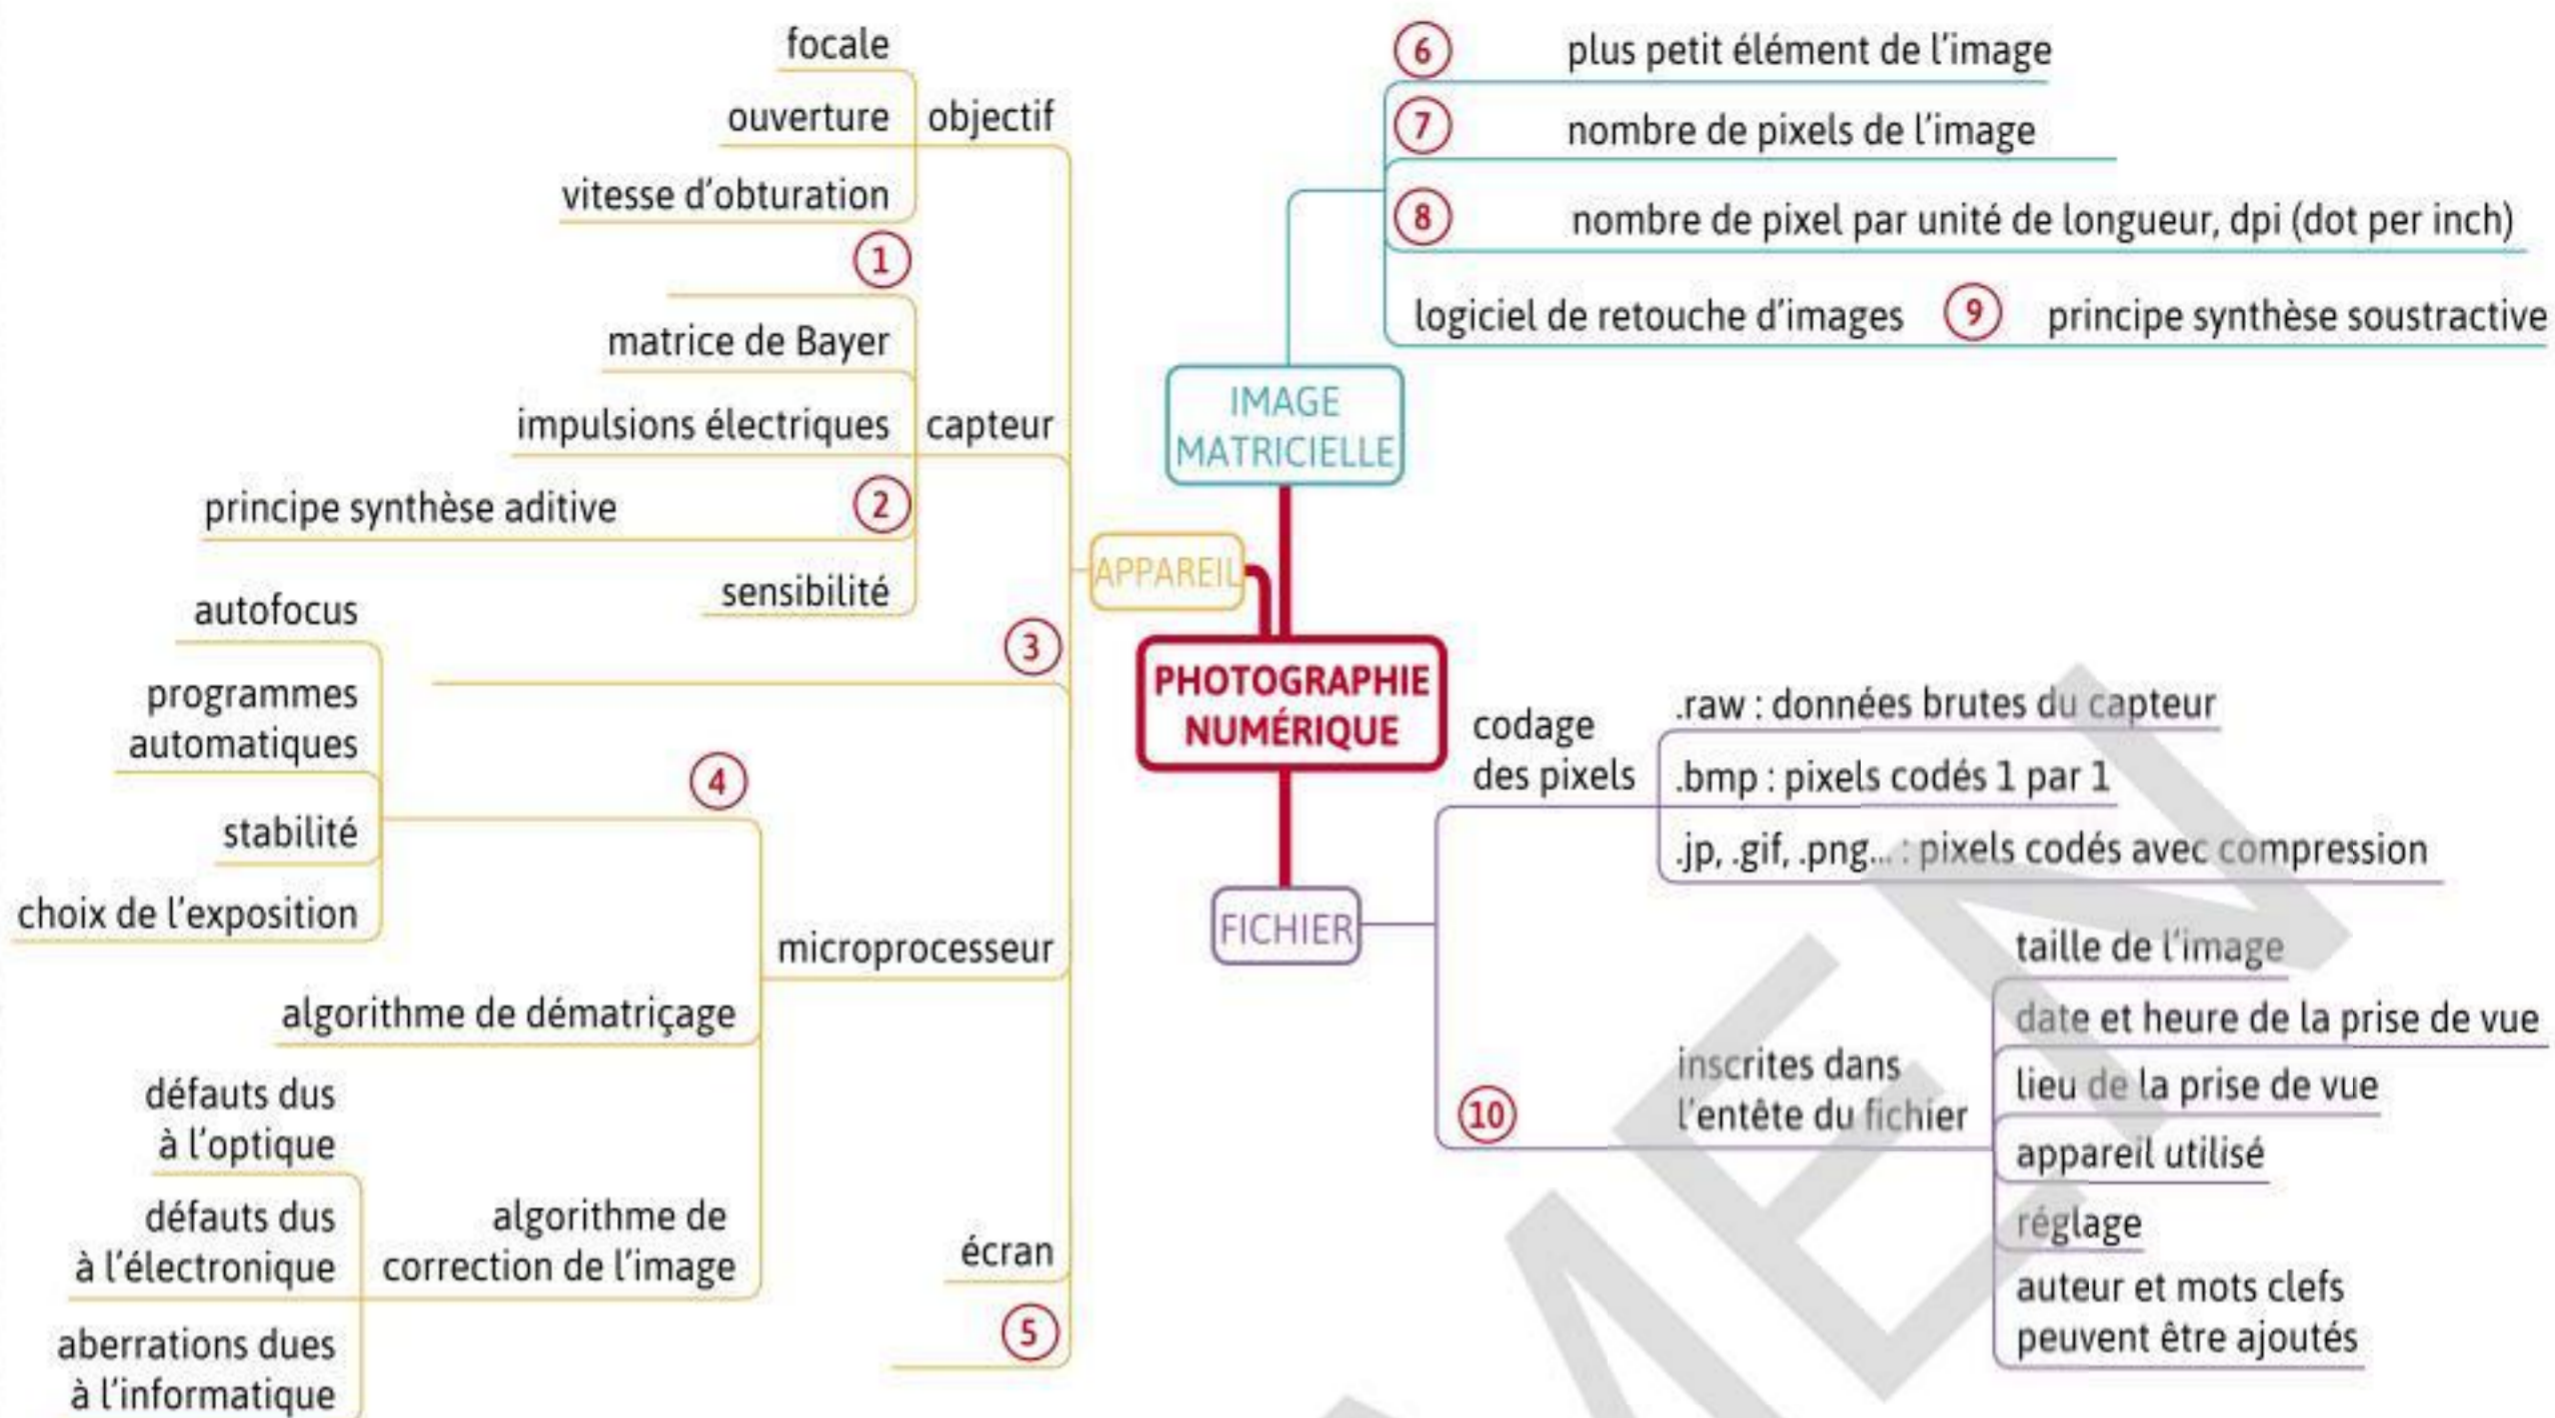 focale
ouverture
objectif
vitesse d'obturation
1
matrice de Bayer
impulsions électriques
capteur
principe synthèse aditive
2
sensibilité
APPAREIL
3
autofocus
programmes
automatiques
4
stabilité
choix de l'exposition
microprocesseur
algorithme de dématriçage
défauts dus
à l'optique
défauts dus
à l'électronique
algorithme de
correction de l'image
aberrations dues
à l'informatique
écran
5
6 plus petit élément de l'image
7 nombre de pixels de l'image
8 nombre de pixel par unité de longueur, dpi (dot per inch)
logiciel de retouche d'images 9 principe synthèse soustractive
IMAGE
MATRICIELLE
PHOTOGRAPHIE
NUMÉRIQUE
FICHIER
codage
des pixels
.raw : données brutes du capteur
.bmp : pixels codés 1 par 1
.jp, .gif, .png... : pixels codés avec compression
10
inscrites dans
l'entête du fichier
taille de l'image
date et heure de la prise de vue
lieu de la prise de vue
appareil utilisé
réglage
auteur et mots clefs
peuvent être ajoutés
MEN